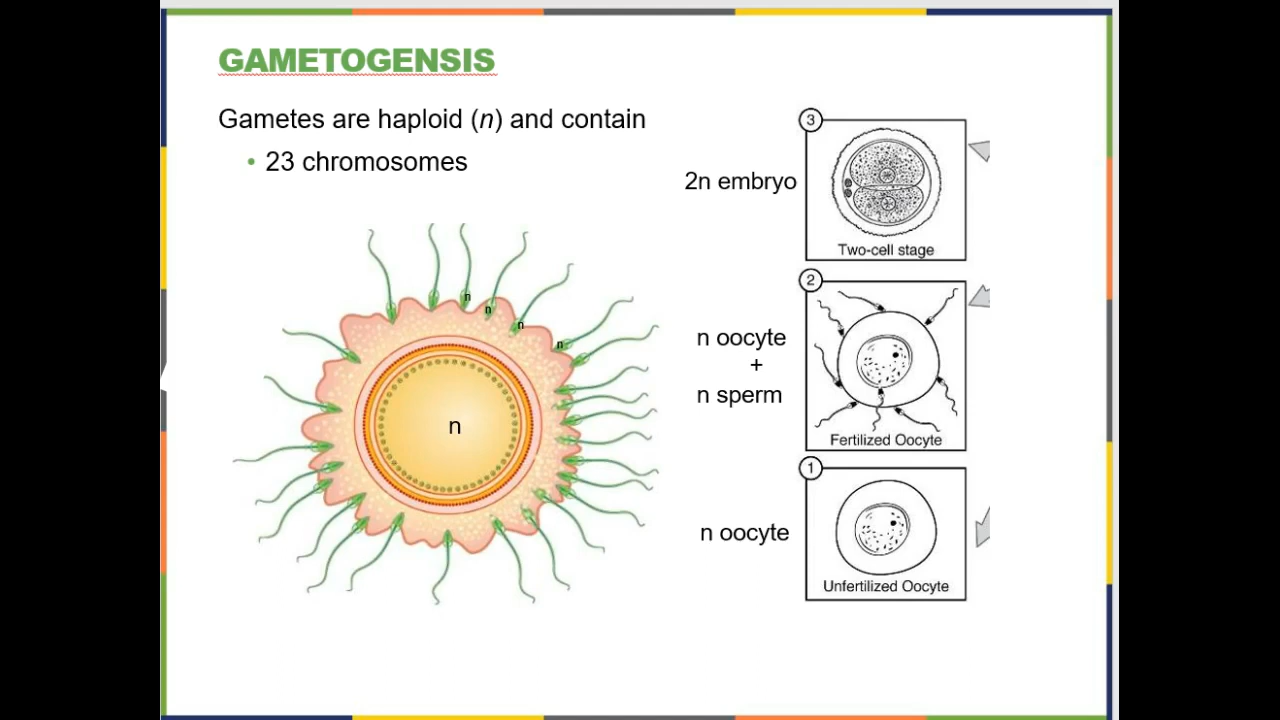 GAMETOGENSIS
Gametes are haploid (n) and contain
• 23 chromosomes
n
n
n
n
n
3
2n embryo
Two-cell stage
2
n oocyte
+
n sperm
Fertilized Oocyte
1
n oocyte
Unfertilized Oocyte